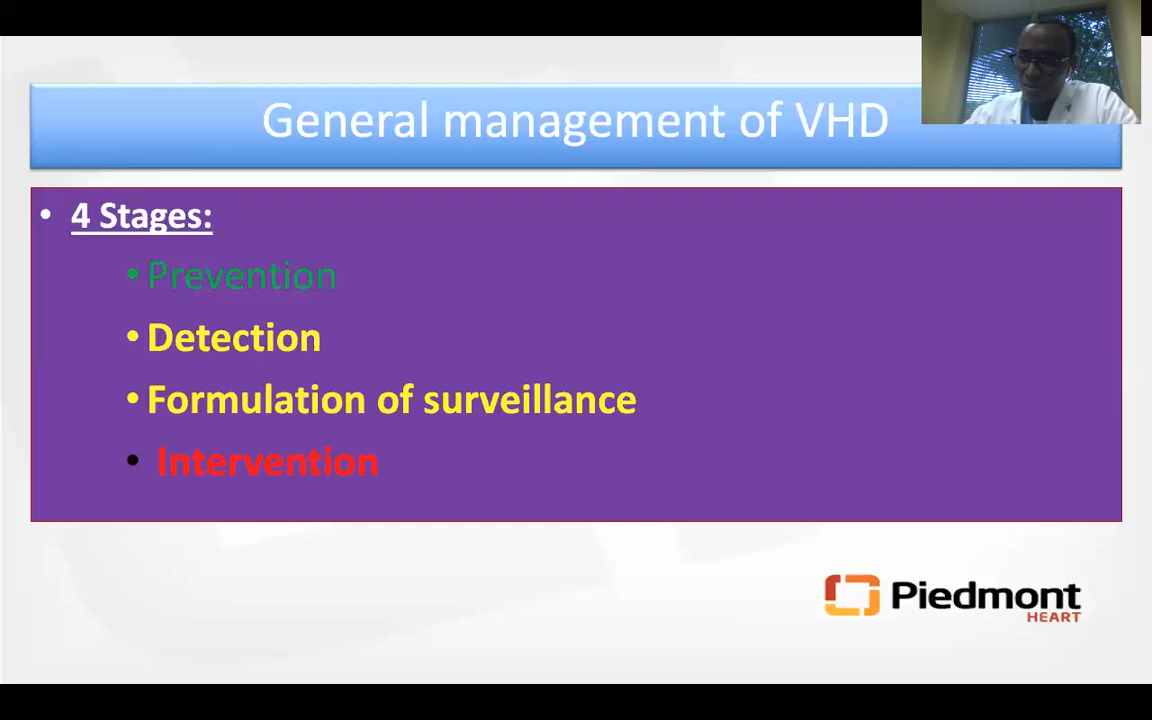 General management of VHD
• 4 Stages:
• Prevention
• Detection
• Formulation of surveillance
• Intervention
Piedmont
HEART